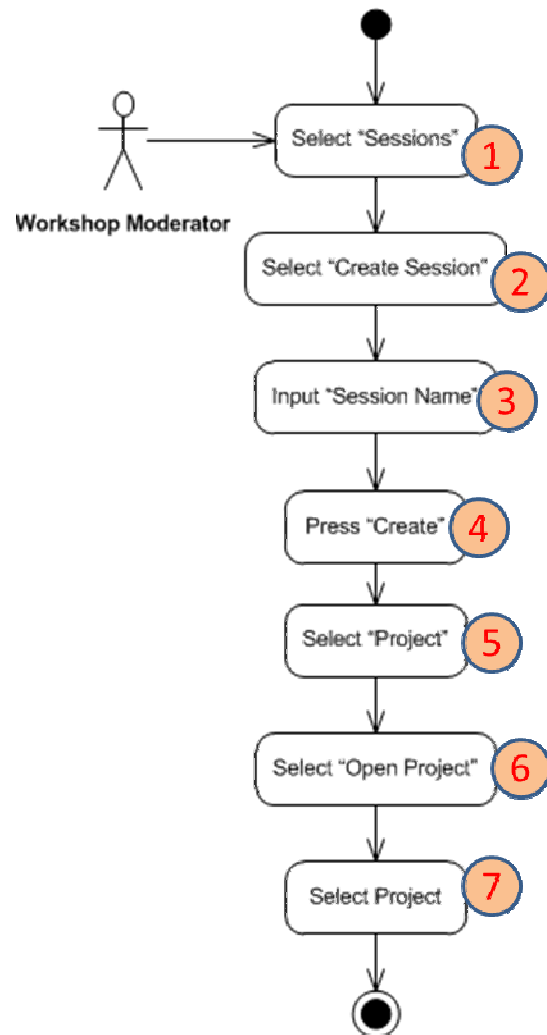 Select "Sessions"
1
Workshop Moderator
Select "Create Session"
2
Input "Session Name"
3
Press "Create"
4
Select "Project"
5
Select "Open Project"
6
Select Project
7